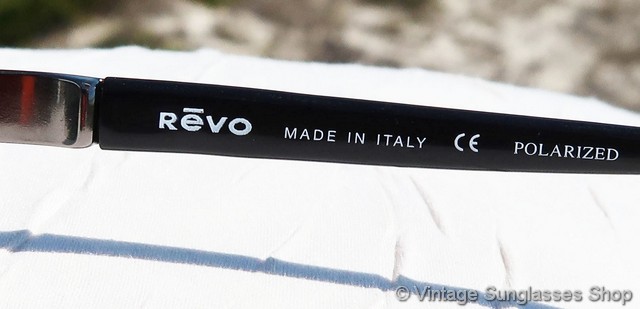 Rēvo MADE IN ITALY CE POLARIZED
© Vintage Sunglasses Shop